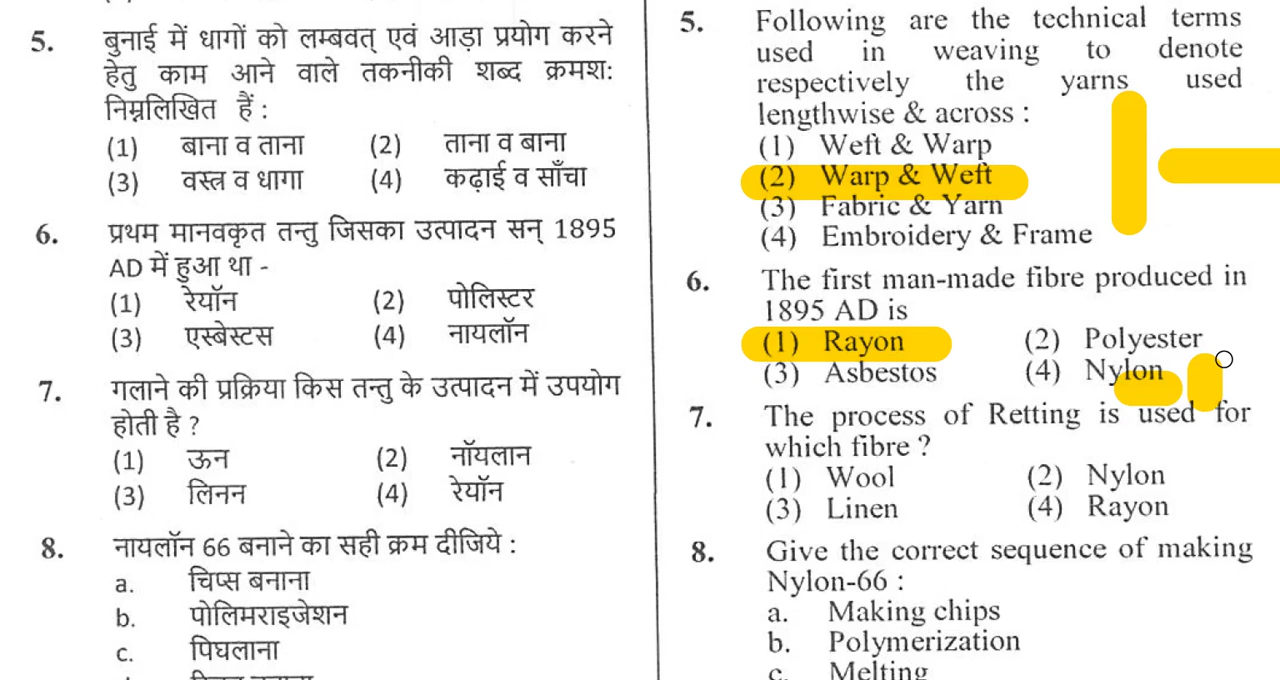 5. बुनाई में धागों को लम्बवत् एवं आड़ा प्रयोग करने
हेतु काम आने वाले तकनीकी शब्द क्रमश:
निम्नलिखित हैं :
(1) बाना व ताना (2) ताना व बाना
(3) वस्त्र व धागा (4) कढ़ाई व साँचा
6. प्रथम मानवकृत तन्तु जिसका उत्पादन सन् 1895
AD में हुआ था -
(1) रेयॉन (2) पोलिस्टर
(3) एस्बेस्टस (4) नायलॉन
7. गलाने की प्रक्रिया किस तन्तु के उत्पादन में उपयोग
होती है ?
(1) ऊन (2) नॉयलान
(3) लिनन (4) रेयॉन
8. नायलॉन 66 बनाने का सही क्रम दीजिये :
a. चिप्स बनाना
b. पोलिमराइजेशन
c. पिघलाना
5. Following are the technical terms
used in weaving to denote
respectively the yarns used
lengthwise & across :
(1) Weft & Warp
(2) Warp & Weft
(3) Fabric & Yarn
(4) Embroidery & Frame
6. The first man-made fibre produced in
1895 AD is
(1) Rayon (2) Polyester
(3) Asbestos (4) Nylon
7. The process of Retting is used for
which fibre ?
(1) Wool (2) Nylon
(3) Linen (4) Rayon
8. Give the correct sequence of making
Nylon-66 :
a. Making chips
b. Polymerization
c. Melting